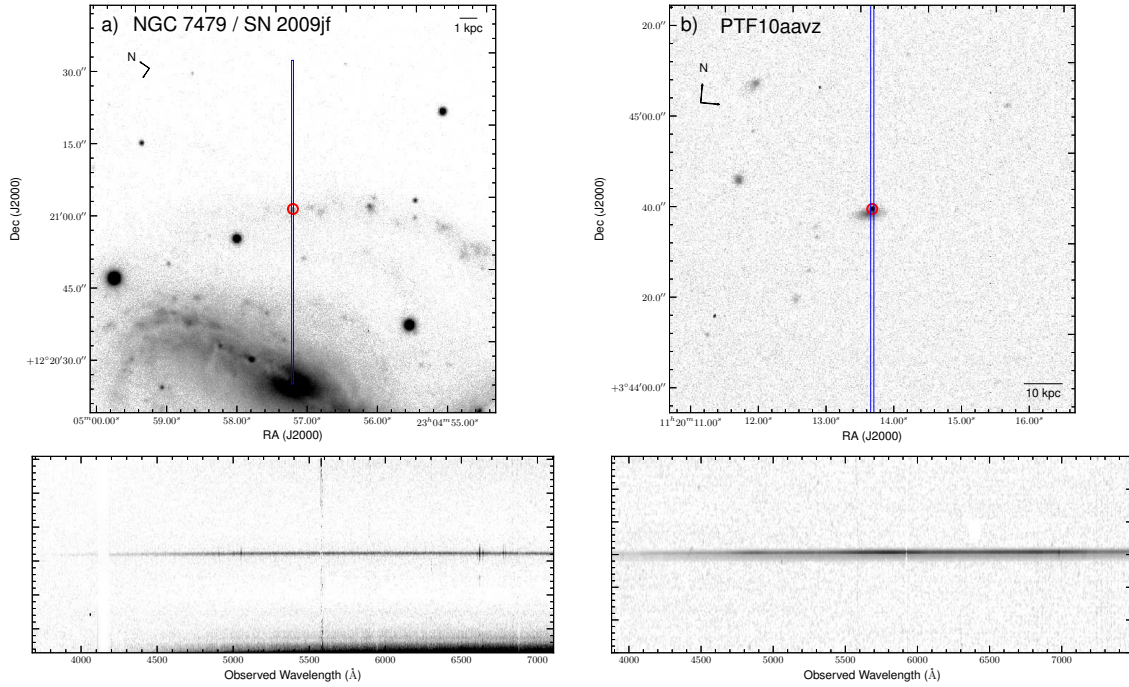 a) NGC 7479 / SN 2009jf
1 kpc
N
30.0″
15.0″
21′00.0″
45.0″
+12°20′30.0″
Dec (J2000)
05ᵐ00.00ˢ 59.00ˢ 58.00ˢ 57.00ˢ 56.00ˢ 23ʰ04ᵐ55.00ˢ
RA (J2000)
b) PTF10aavz
N
20.0″
45′00.0″
40.0″
20.0″
+3°44′00.0″
Dec (J2000)
10 kpc
11ʰ20ᵐ11.00ˢ 12.00ˢ 13.00ˢ 14.00ˢ 15.00ˢ 16.00ˢ
RA (J2000)
4000 4500 5000 5500 6000 6500 7000
Observed Wavelength (Å)
4000 4500 5000 5500 6000 6500 7000
Observed Wavelength (Å)